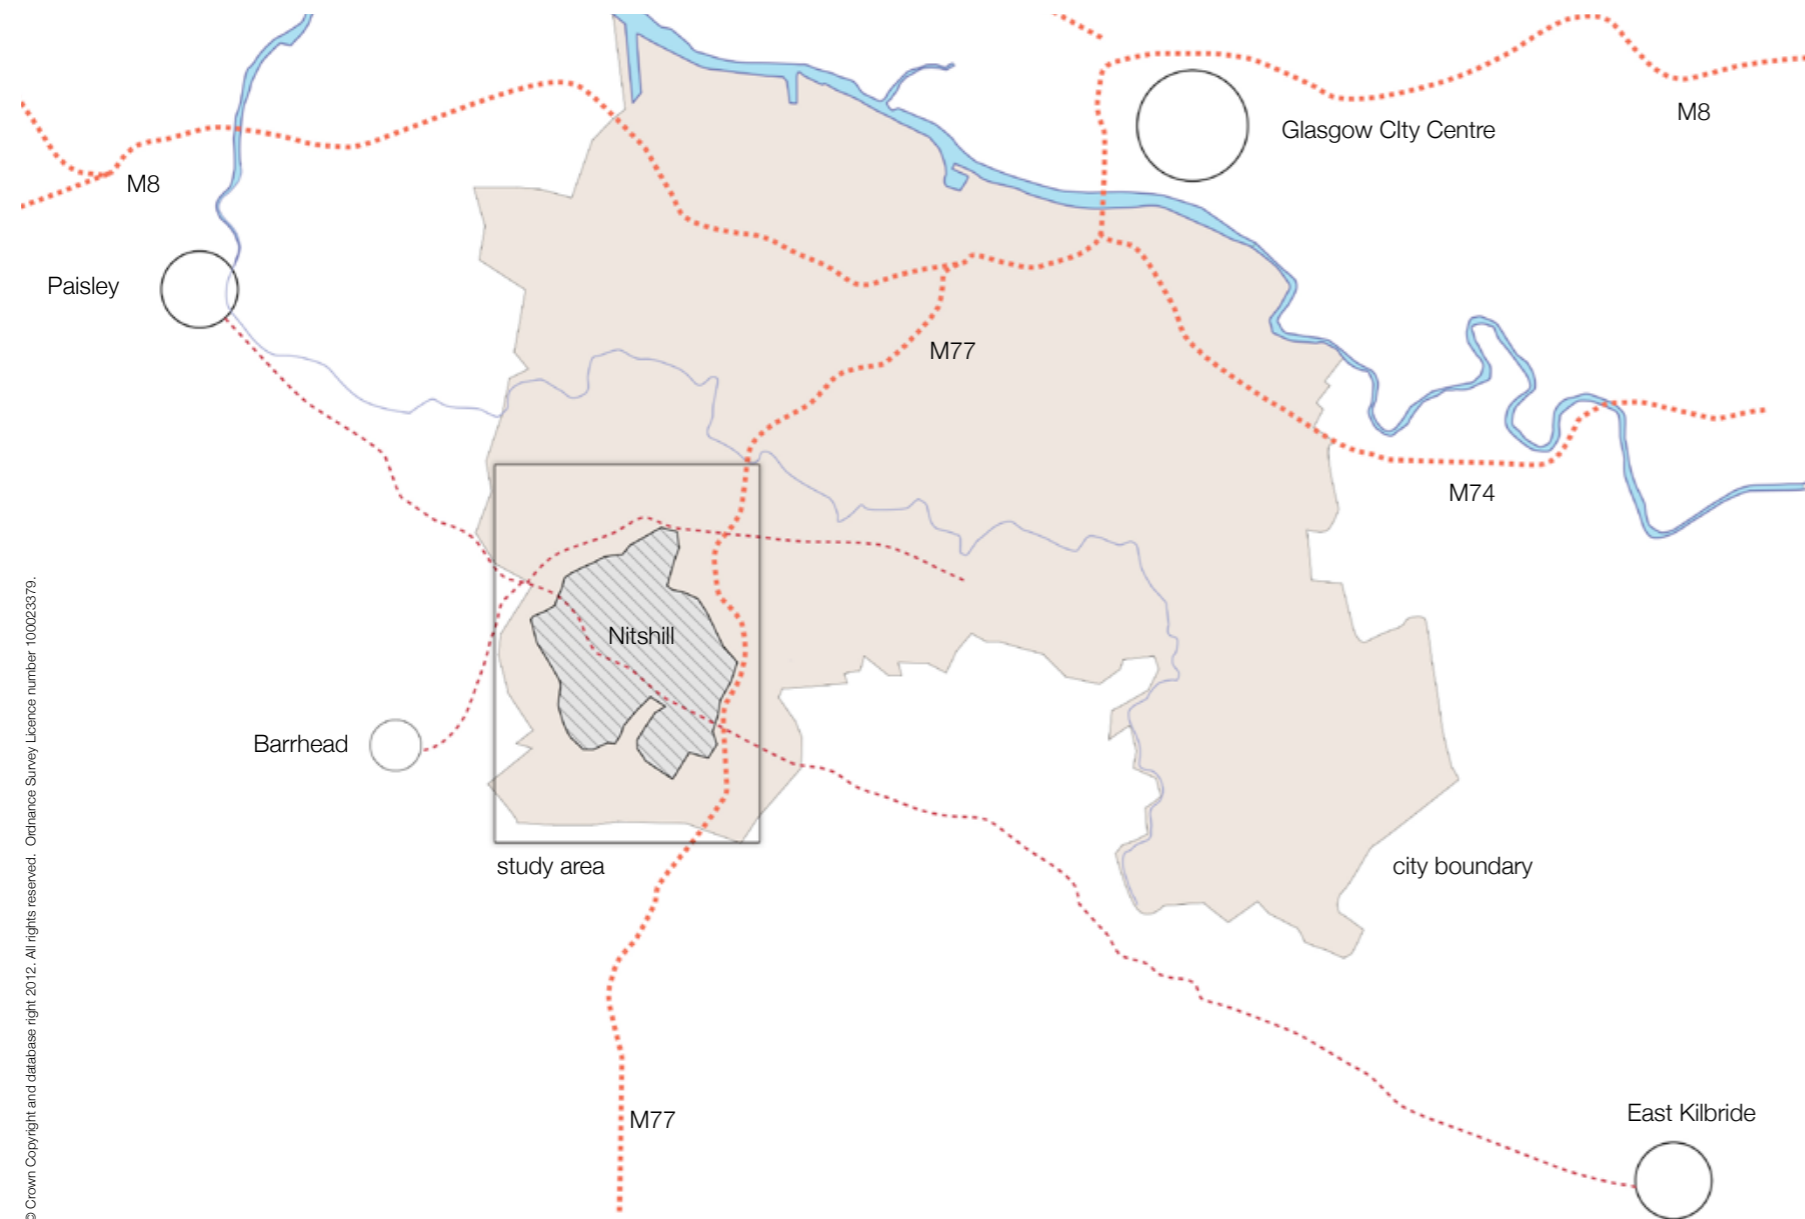 Glasgow CIty Centre
M8
M8
Paisley
M77
M74
Nitshill
Barrhead
study area
city boundary
M77
East Kilbride
© Crown Copyright and database right 2012. All rights reserved. Ordnance Survey Licence number 100023379.